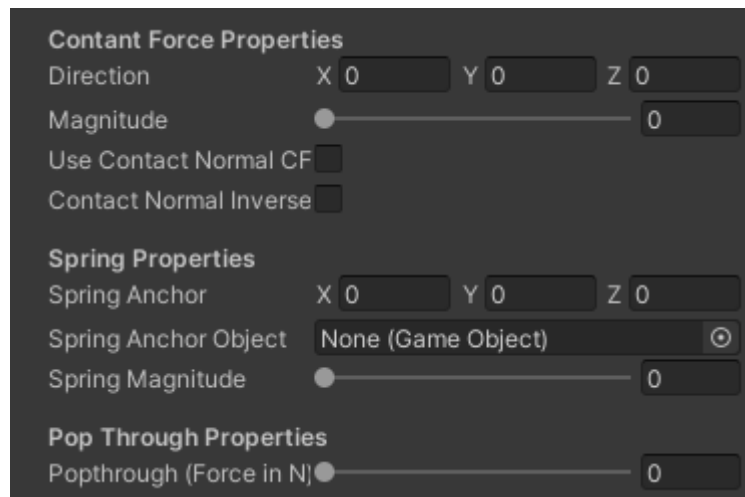 Contant Force Properties
Direction X 0 Y 0 Z 0
Magnitude 0
Use Contact Normal CF
Contact Normal Inverse
Spring Properties
Spring Anchor X 0 Y 0 Z 0
Spring Anchor Object None (Game Object)
Spring Magnitude 0
Pop Through Properties
Popthrough (Force in N) 0